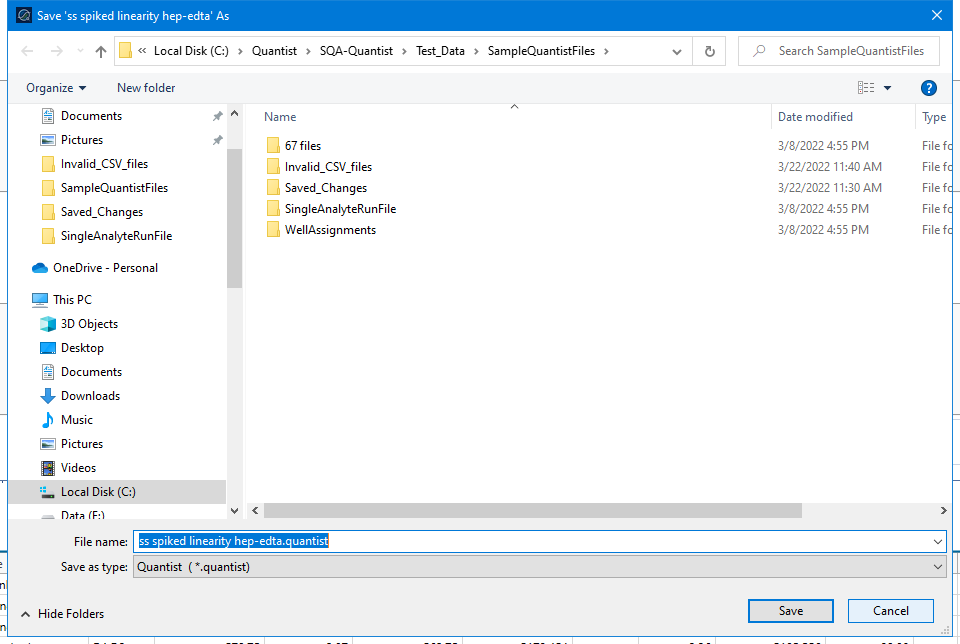 Save 'ss spiked linearity hep-edta' As
« Local Disk (C:) > Quantist > SQA-Quantist > Test_Data > SampleQuantistFiles >
Search SampleQuantistFiles
Organize New folder
Name Date modified Type
Documents
Pictures
Invalid_CSV_files
SampleQuantistFiles
Saved_Changes
SingleAnalyteRunFile
OneDrive - Personal
This PC
3D Objects
Desktop
Documents
Downloads
Music
Pictures
Videos
Local Disk (C:)
Data (F:)
67 files 3/8/2022 4:55 PM File fo
Invalid_CSV_files 3/22/2022 11:40 AM File fo
Saved_Changes 3/22/2022 11:30 AM File fo
SingleAnalyteRunFile 3/8/2022 4:55 PM File fo
WellAssignments 3/8/2022 4:55 PM File fo
File name: ss spiked linearity hep-edta.quantist
Save as type: Quantist ( *.quantist)
Hide Folders
Save Cancel